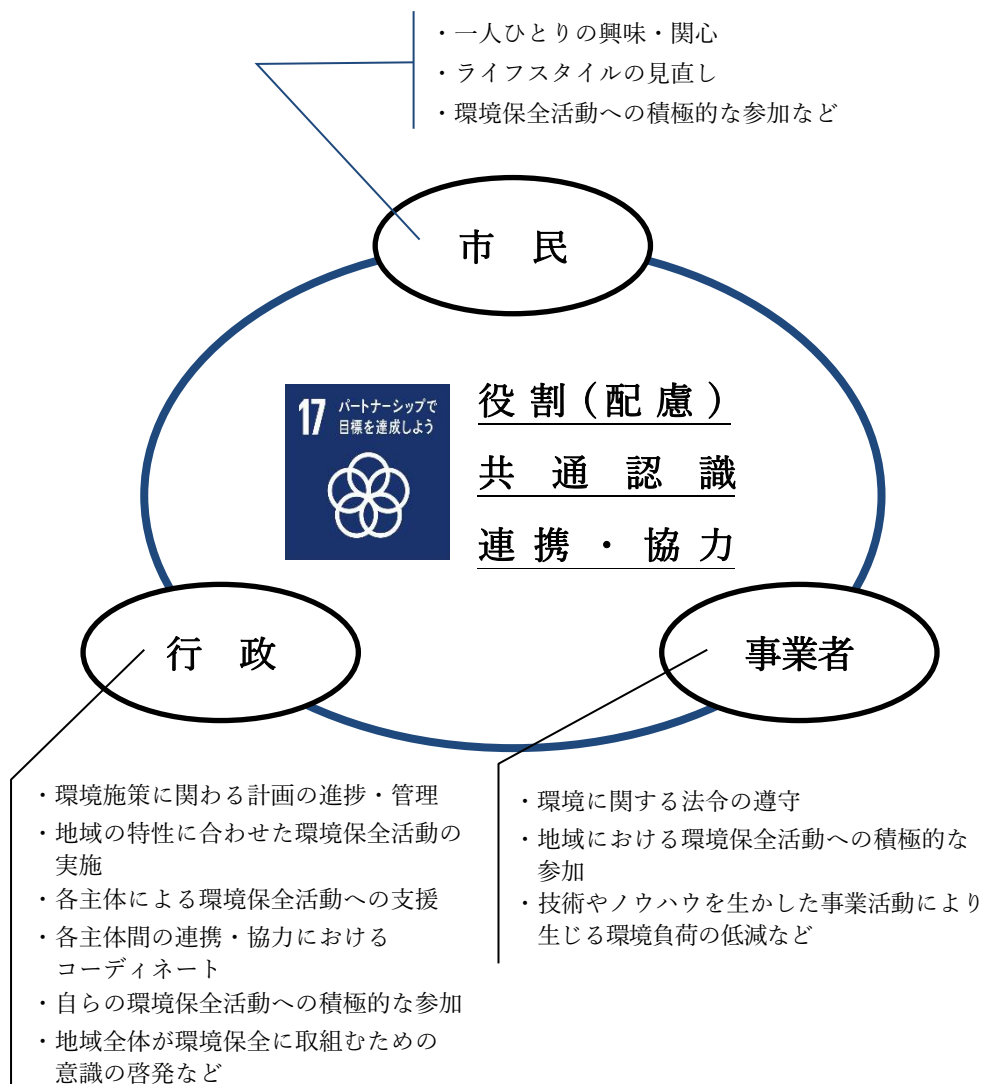 ・一人ひとりの興味・関心
・ライフスタイルの見直し
・環境保全活動への積極的な参加など
市 民
17 パートナーシップで
目標を達成しよう
役割(配慮)
共通認識
連携・協力
行 政
事業者
・環境施策に関わる計画の進捗・管理
・地域の特性に合わせた環境保全活動の
実施
・各主体による環境保全活動への支援
・各主体間の連携・協力における
コーディネート
・自らの環境保全活動への積極的な参加
・地域全体が環境保全に取組むための
意識の啓発など
・環境に関する法令の遵守
・地域における環境保全活動への積極的な
参加
・技術やノウハウを生かした事業活動により
生じる環境負荷の低減など